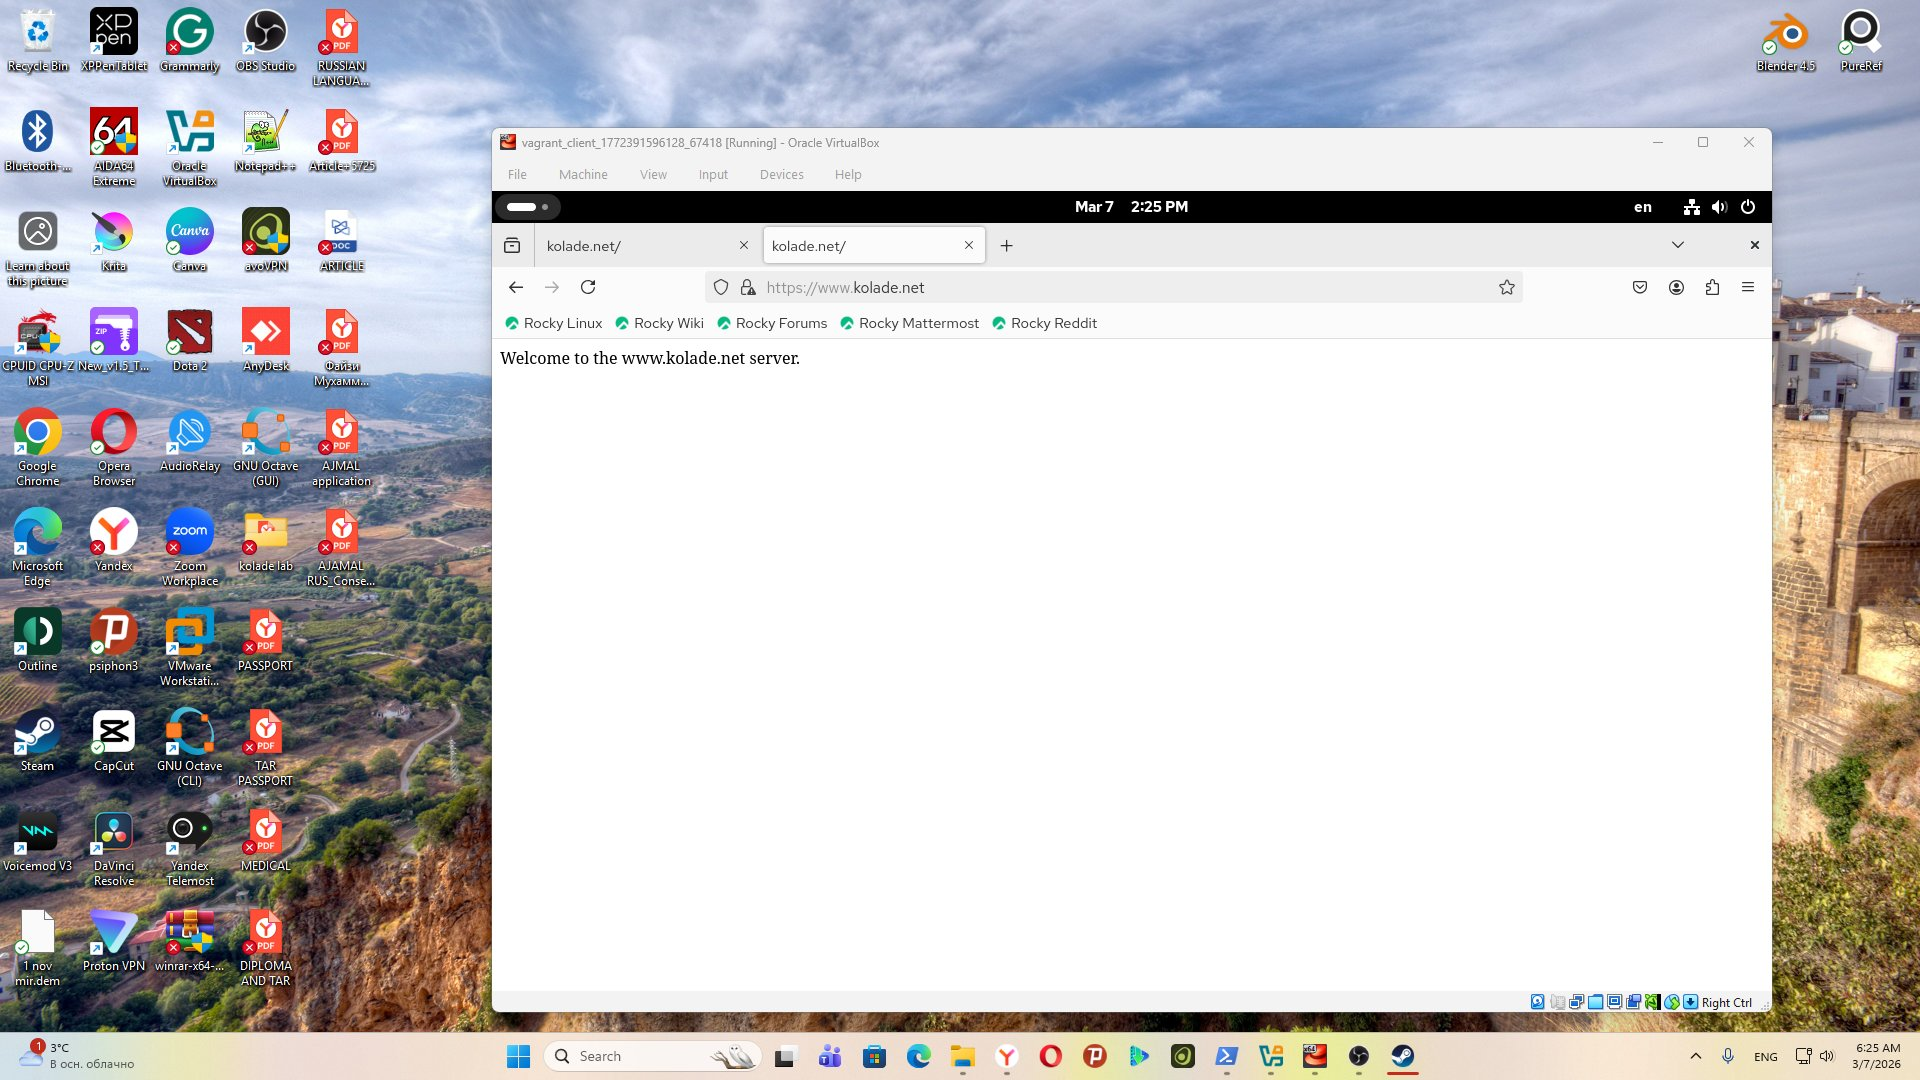 Recycle Bin
XPPenTablet
Grammarly
OBS Studio
RUSSIAN
LANGUA...
Bluetooth-...
AIDA64
Extreme
Oracle
VirtualBox
Notepad++
Article+5725
Learn about
this picture
Krita
Canva
avoVPN
ARTICLE
CPUID CPU-Z
MSI
New_v1.5_T...
Dota 2
AnyDesk
Файзи
Мухамм...
Google
Chrome
Opera
Browser
AudioRelay
GNU Octave
(GUI)
AJMAL
application
Microsoft
Edge
Yandex
Zoom
Workplace
kolade lab
AJAMAL
RUS_Conse...
Outline
psiphon3
VMware
Workstati...
PASSPORT
Steam
CapCut
GNU Octave
(CLI)
TAR
PASSPORT
Voicemod V3
DaVinci
Resolve
Yandex
Telemost
MEDICAL
1 nov
mir.dem
Proton VPN
winrar-x64-...
DIPLOMA
AND TAR
Blender 4.5
PureRef
vagrant_client_1772391596128_67418 [Running] - Oracle VirtualBox
File Machine View Input Devices Help
Mar 7 2:25 PM
en
kolade.net/
kolade.net/
https://www.kolade.net
Rocky Linux Rocky Wiki Rocky Forums Rocky Mattermost Rocky Reddit
Welcome to the www.kolade.net server.
Right Ctrl
1
3°C
В осн. облачно
Search
ENG
6:25 AM
3/7/2026